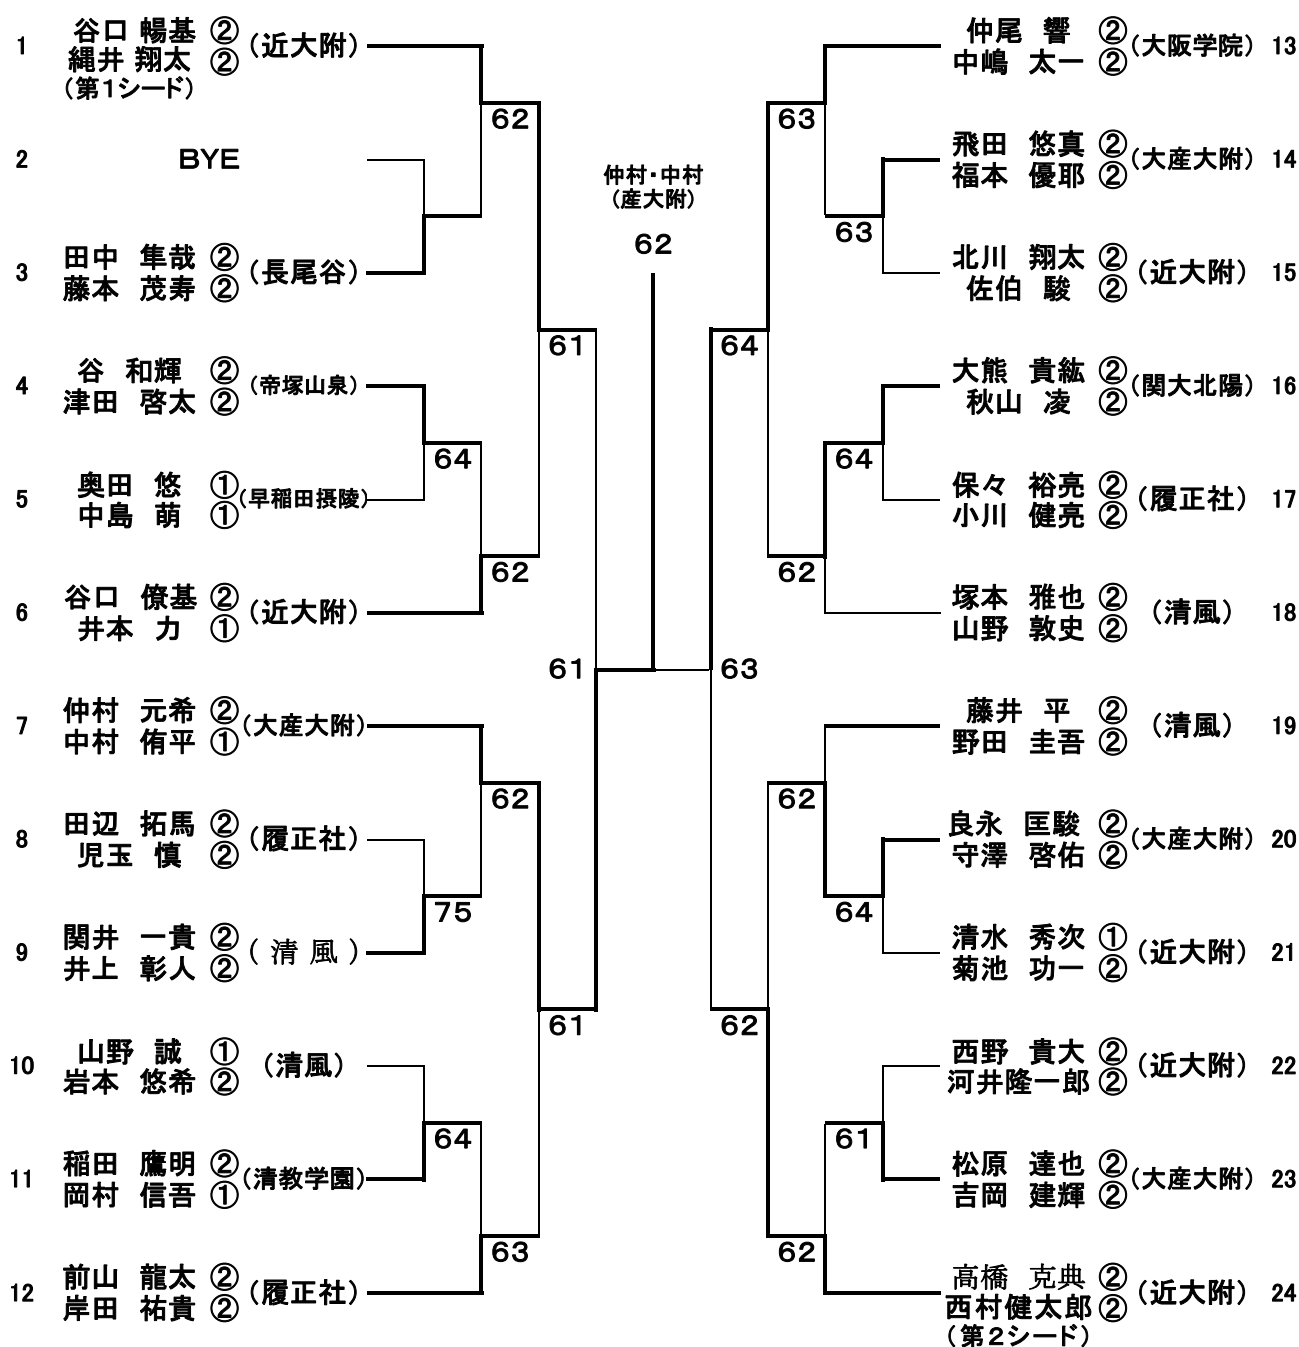 1 谷口 暢基 ② (近大附)
縄井 翔太 ②
(第1シード)
62
2 BYE
3 田中 隼哉 ② (長尾谷)
藤本 茂寿 ②
61
4 谷 和輝 ② (帝塚山泉)
津田 啓太 ②
64
5 奥田 悠 ① (早稲田摂陵)
中島 萌 ①
62
6 谷口 僚基 ② (近大附)
井本 力 ①
61
7 仲村 元希 ② (大産大附)
中村 侑平 ①
62
8 田辺 拓馬 ② (履正社)
児玉 慎 ②
75
9 関井 一貴 ② (清風)
井上 彰人 ②
61
10 山野 誠 ① (清風)
岩本 悠希 ②
64
11 稲田 鷹明 ② (清教学園)
岡村 信吾 ①
63
12 前山 龍太 ② (履正社)
岸田 祐貴 ②
仲村・中村
(産大附)
62
仲尾 響 ② (大阪学院) 13
中嶋 太一 ②
63
飛田 悠真 ② (大産大附) 14
福本 優耶 ②
63
北川 翔太 ② (近大附) 15
佐伯 駿 ②
64
大熊 貴紘 ② (関大北陽) 16
秋山 凌 ②
64
保々 裕亮 ② (履正社) 17
小川 健亮 ②
62
塚本 雅也 ② (清風) 18
山野 敦史 ②
63
藤井 平 ② (清風) 19
野田 圭吾 ②
62
良永 匡駿 ② (大産大附) 20
守澤 啓佑 ②
64
清水 秀次 ① (近大附) 21
菊池 功一 ②
62
西野 貴大 ② (近大附) 22
河井隆一郎 ②
61
松原 達也 ② (大産大附) 23
吉岡 建輝 ②
62
高橋 克典 ② (近大附) 24
西村健太郎 ②
(第2シード)